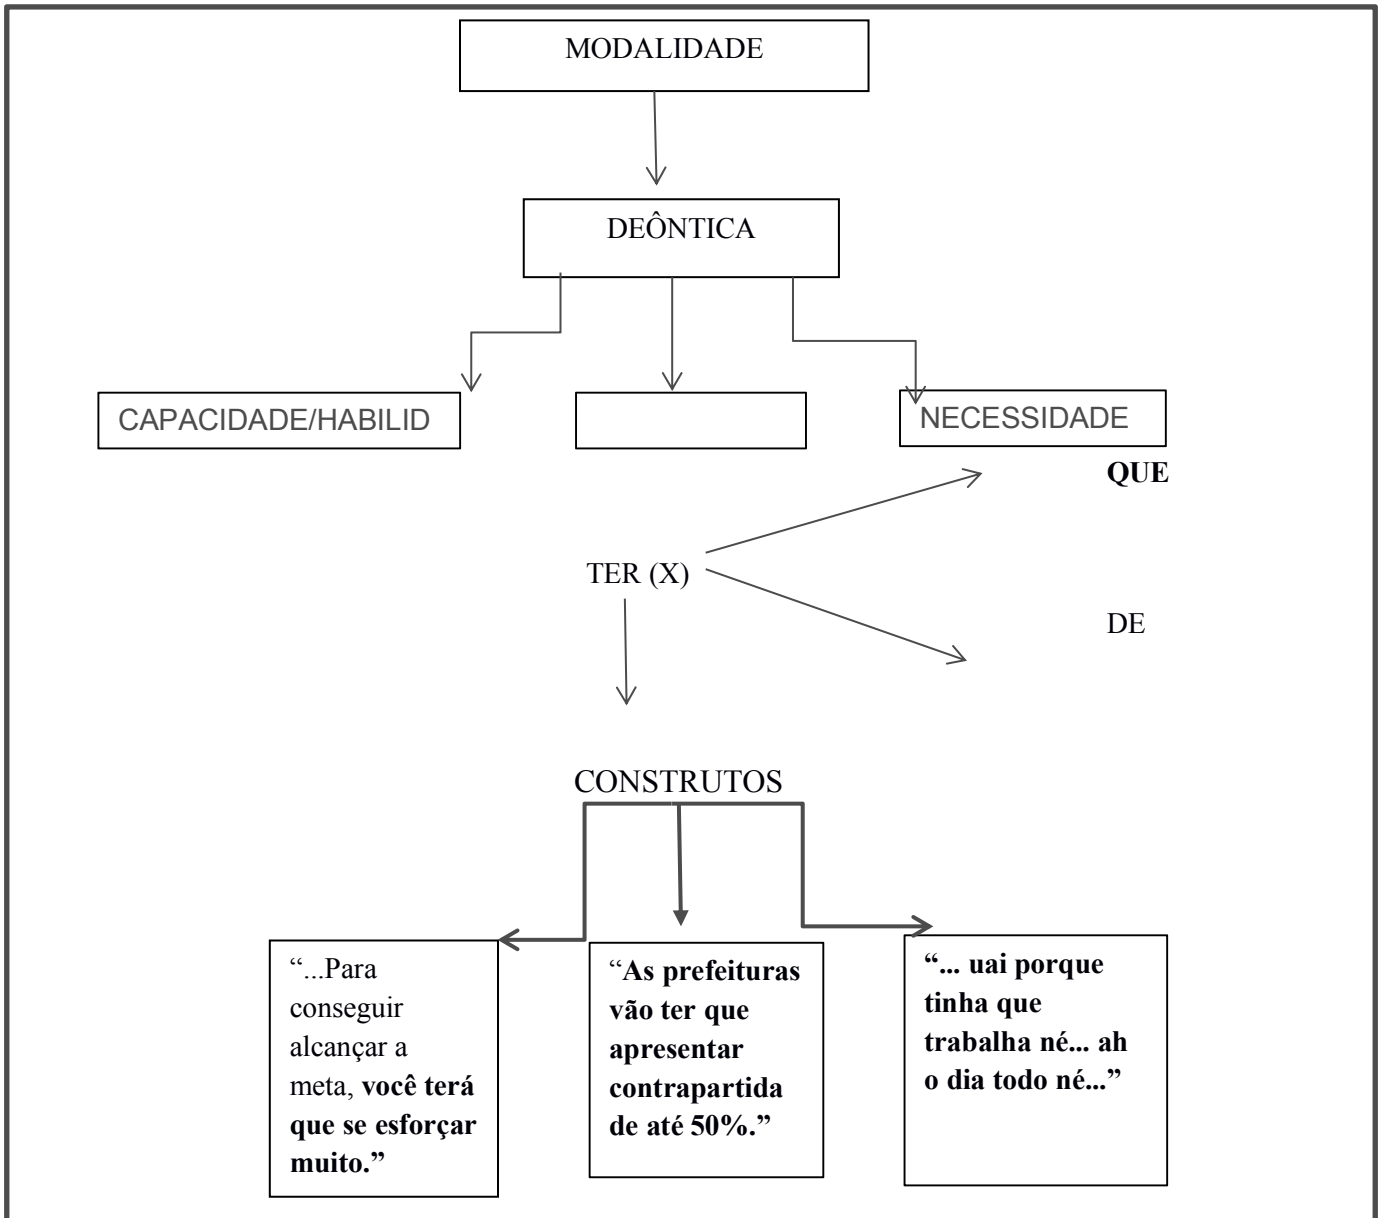 MODALIDADE
DEÔNTICA
CAPACIDADE/HABILID
NECESSIDADE
QUE
TER (X)
DE
CONSTRUTOS
“...Para
conseguir
alcançar a
meta, você terá
que se esforçar
muito.”
“As prefeituras
vão ter que
apresentar
contrapartida
de até 50%.”
“... uai porque
tinha que
trabalha né... ah
o dia todo né...”